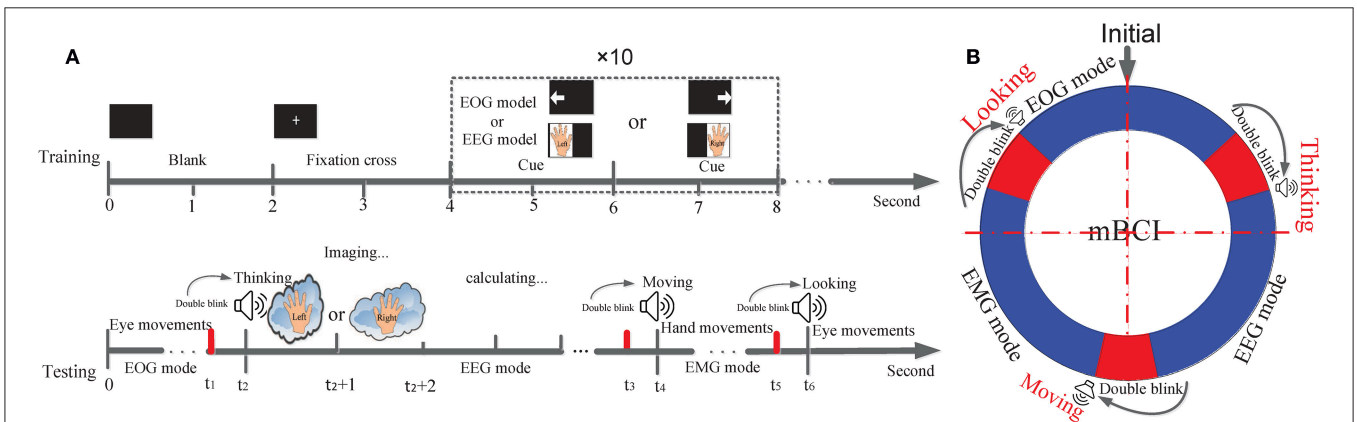 A
×10
EOG model
or
EEG model
Left
or
Right
Training
Blank
Fixation cross
Cue
Cue
0 1 2 3 4 5 6 7 8
Second
Imaging...
Thinking
calculating...
Moving
Looking
Double blink
Left
or
Right
Double blink
Double blink
Eye movements
Hand movements
Eye movements
Testing
EOG mode
EEG mode
EMG mode
Second
0 t1 t2 t2+1 t2+2 t3 t4 t5 t6
B
Initial
Looking
EOG mode
Double blink
Double blink
Thinking
mBCI
EMG mode
EEG mode
Double blink
Moving